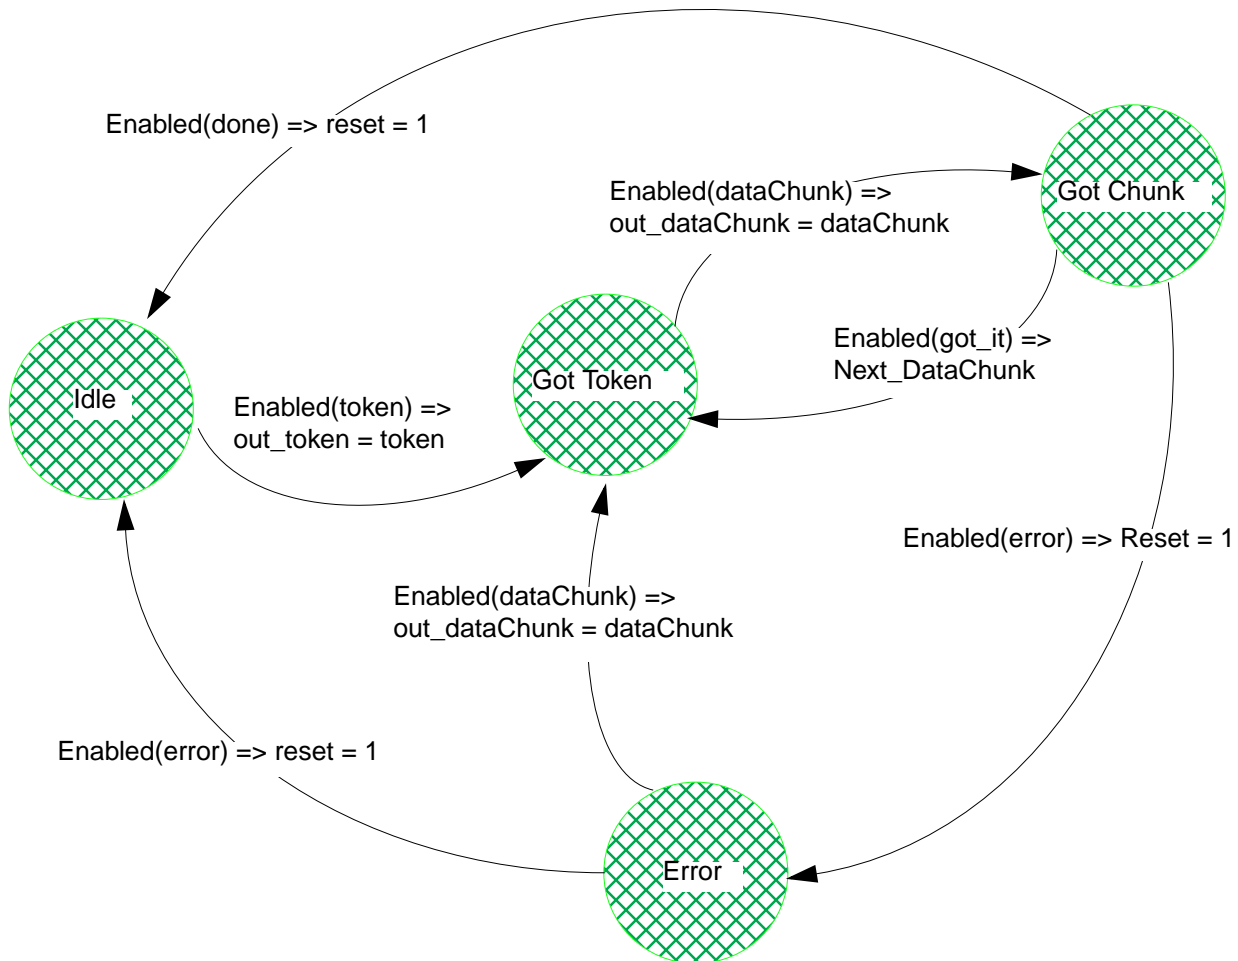 Enabled(done) => reset = 1
Enabled(dataChunk) =>
out_dataChunk = dataChunk
Got Chunk
Enabled(got_it) =>
Next_DataChunk
Got Token
Idle
Enabled(token) =>
out_token = token
Enabled(error) => Reset = 1
Enabled(dataChunk) =>
out_dataChunk = dataChunk
Enabled(error) => reset = 1
Error